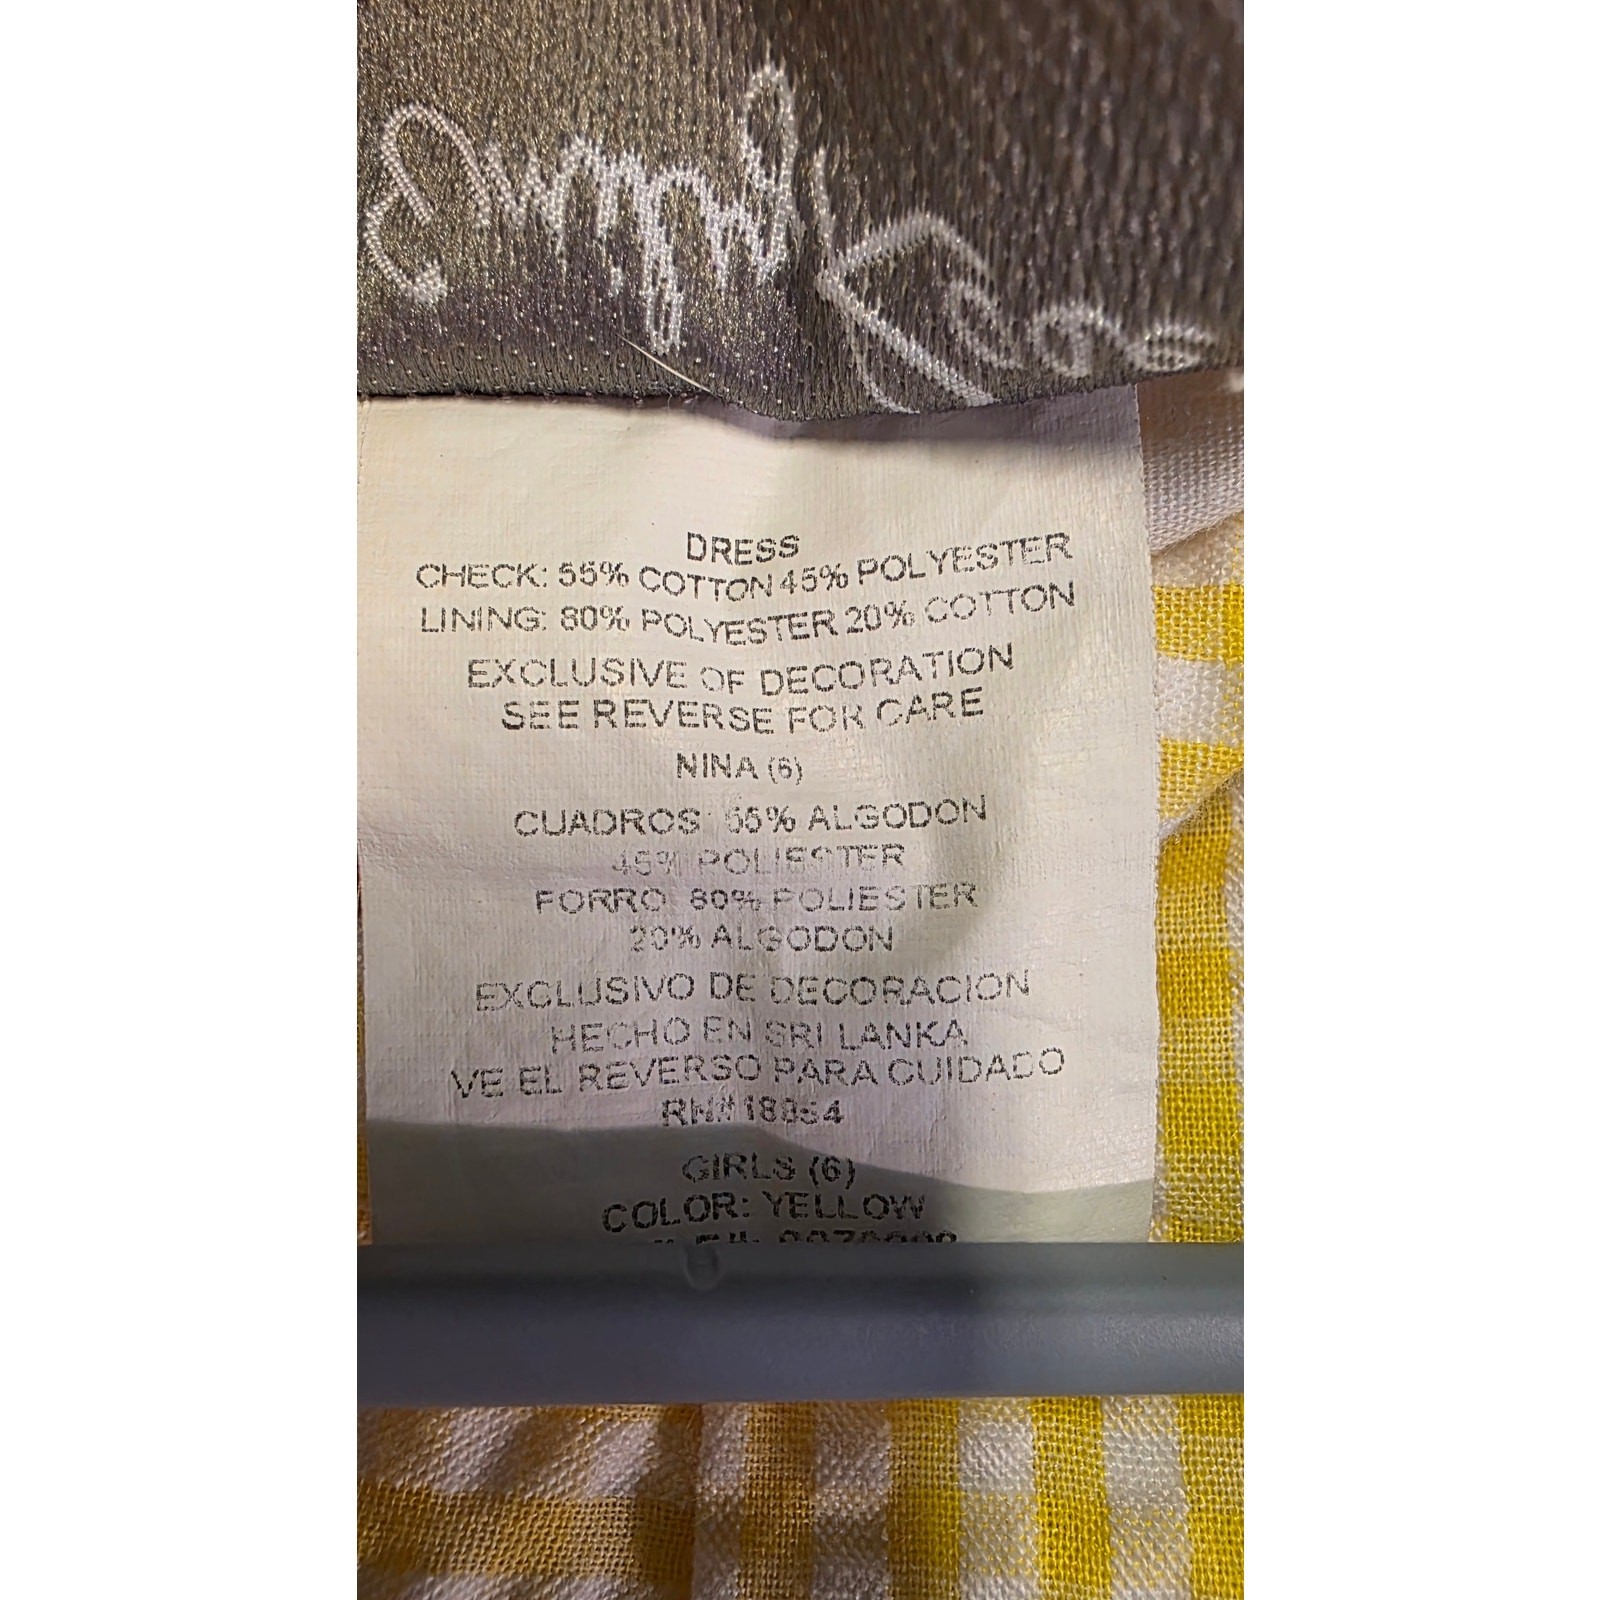 DRESS
CHECK: 55% COTTON 45% POLYESTER
LINING: 80% POLYESTER 20% COTTON
EXCLUSIVE OF DECORATION
SEE REVERSE FOR CARE
NINA (6)
CUADROS: 55% ALGODON
45% POLIESTER
FORRO: 80% POLIESTER
20% ALGODON
EXCLUSIVO DE DECORACION
HECHO EN SRI LANKA
VE EL REVERSO PARA CUIDADO
RN# 18854
GIRLS (6)
COLOR: YELLOW